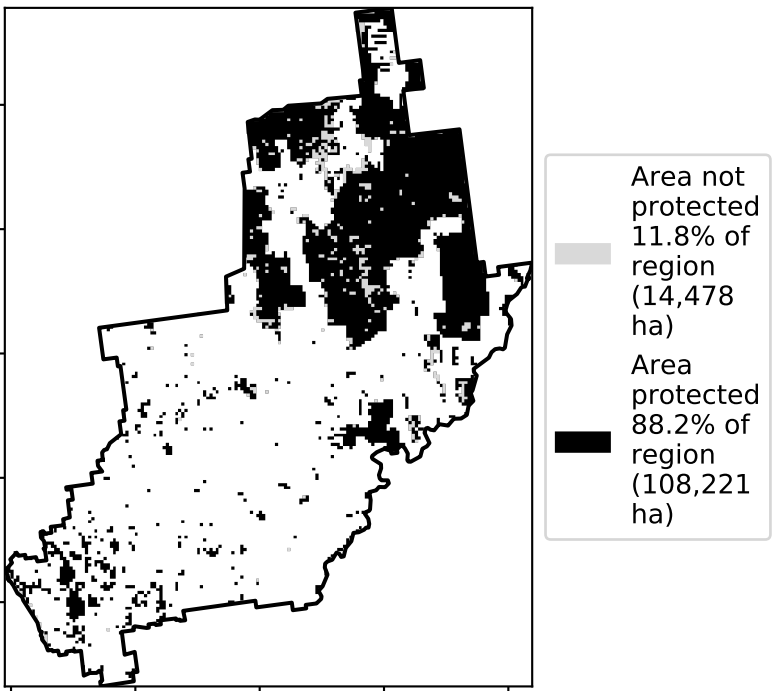 Area not
protected
11.8% of
region
(14,478
ha)
Area
protected
88.2% of
region
(108,221
ha)